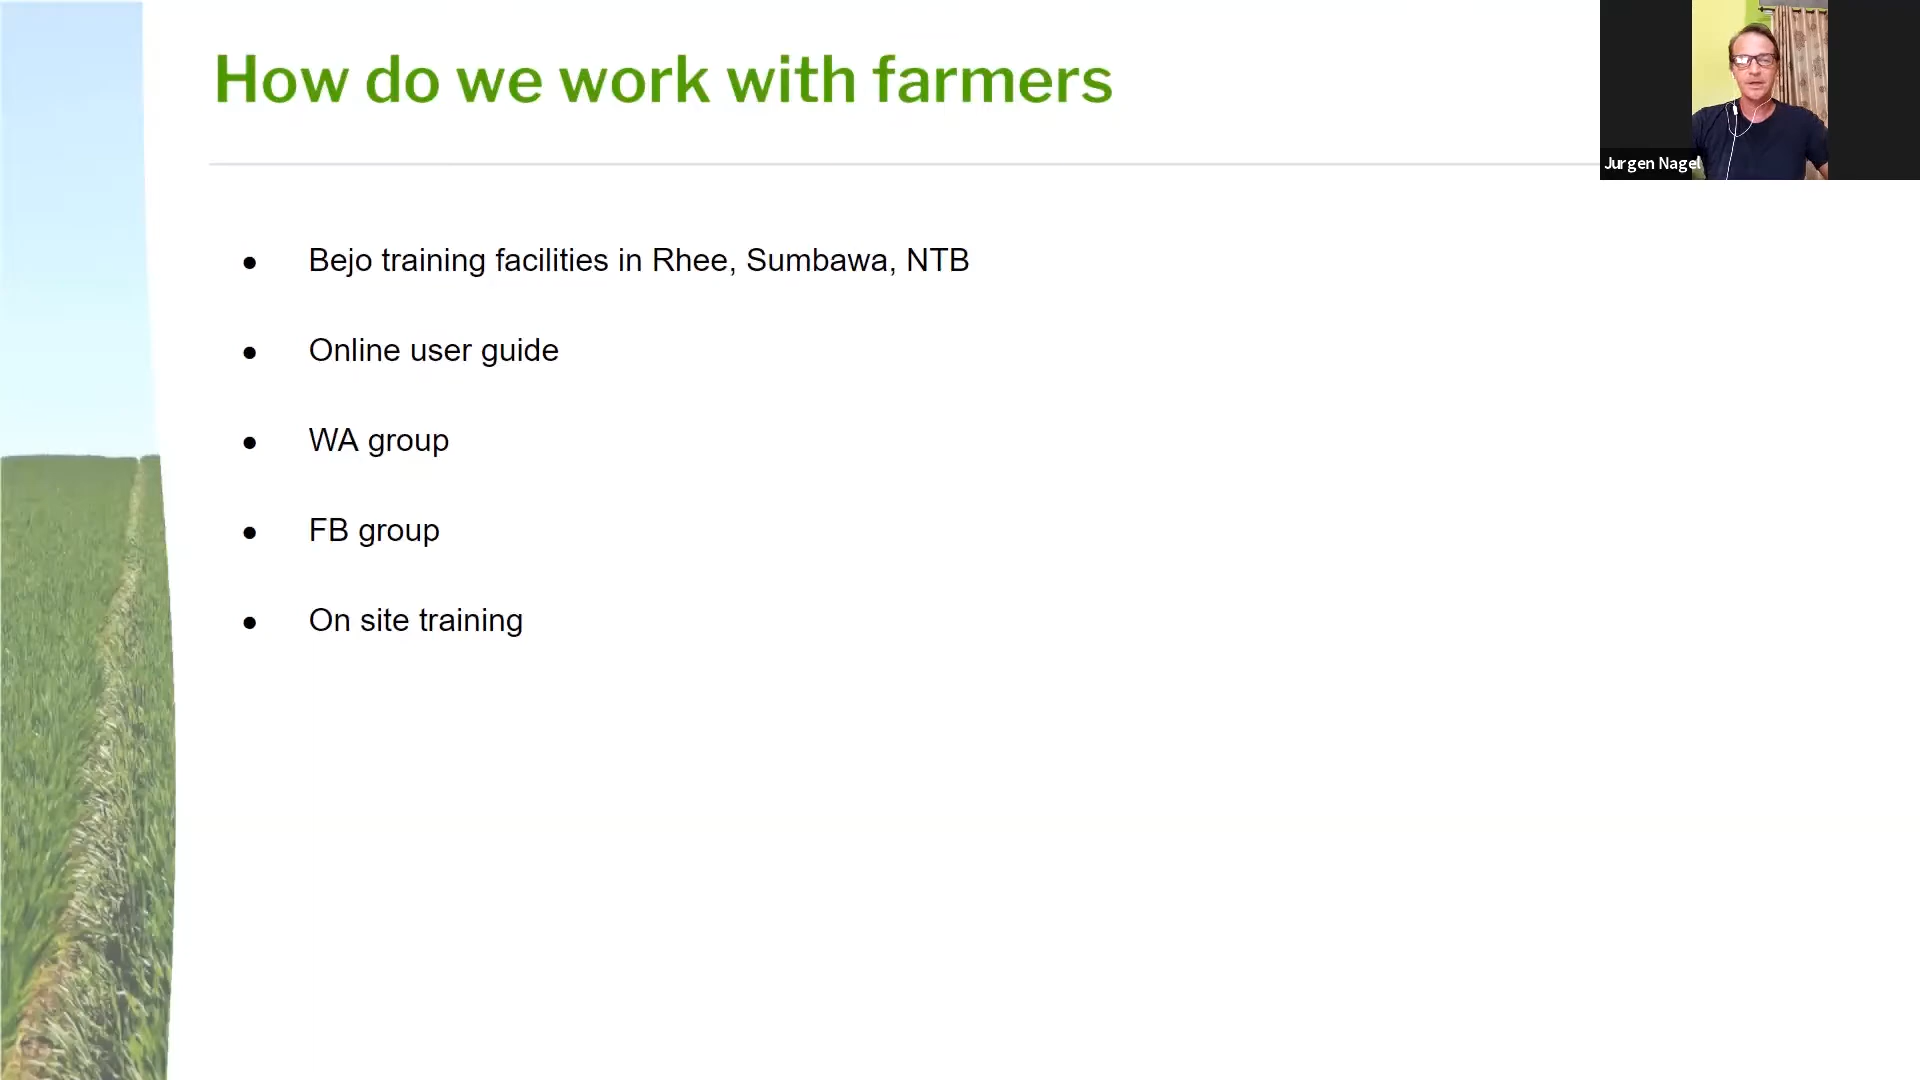 How do we work with farmers
Jurgen Nagel
● Bejo training facilities in Rhee, Sumbawa, NTB
● Online user guide
● WA group
● FB group
● On site training